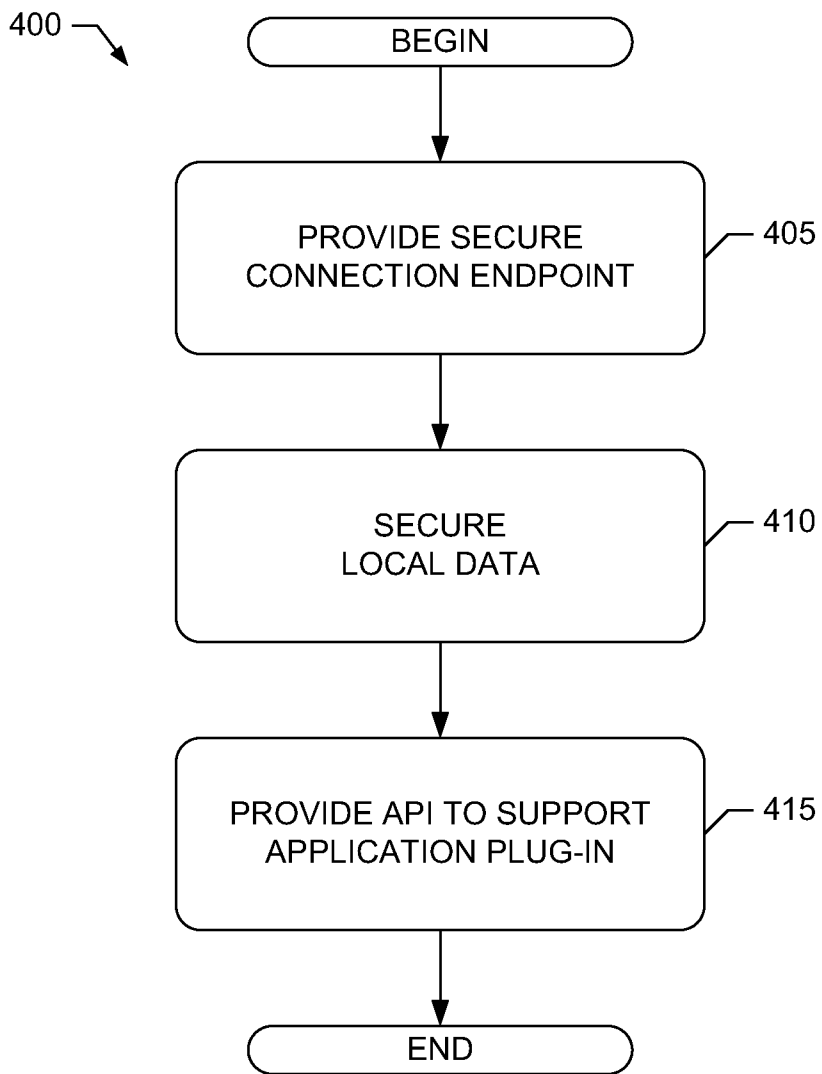 400
BEGIN
PROVIDE SECURE
CONNECTION ENDPOINT
405
SECURE
LOCAL DATA
410
PROVIDE API TO SUPPORT
APPLICATION PLUG-IN
415
END